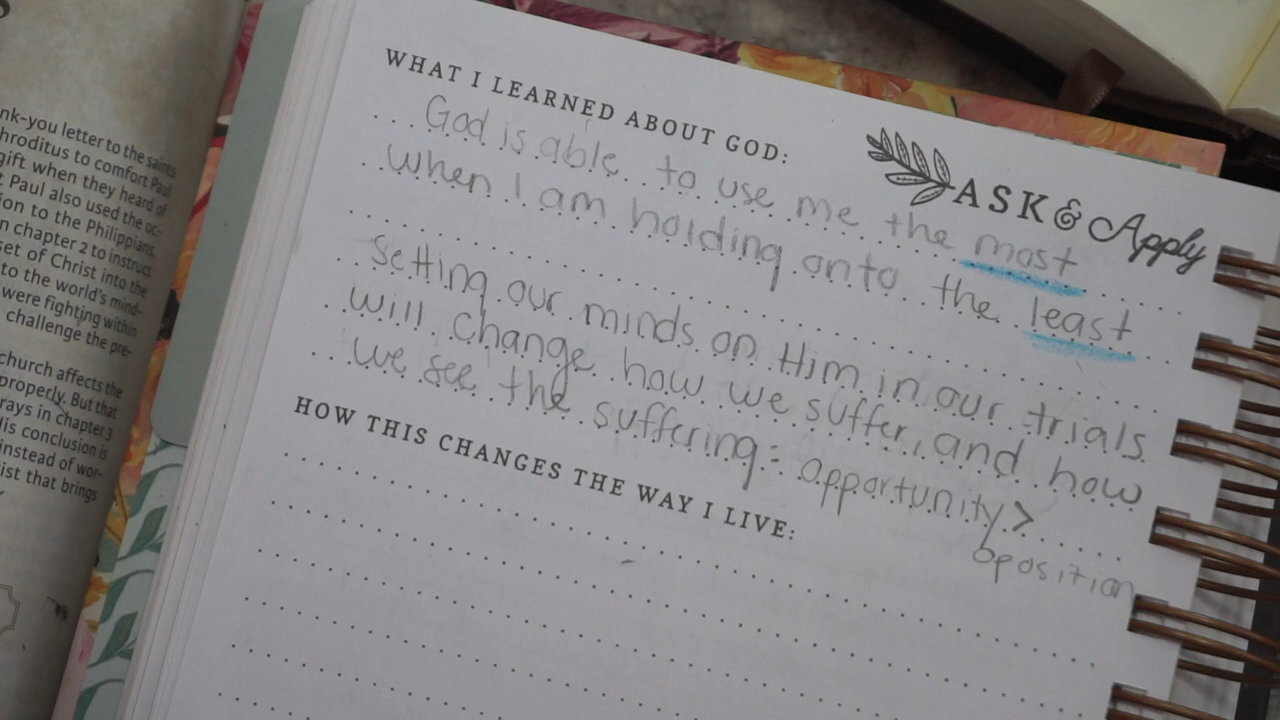 nk-you letter to the saints
hroditus to comfort Paul
gift when they heard of
t Paul also used the oc-
ion to the Philippians.
n chapter 2 to instruct
set of Christ into the
to the world's mind-
were fighting within
challenge the pre-
church affects the
properly. But that
rays in chapter 3
His conclusion is
instead of wor-
ist that brings
WHAT I LEARNED ABOUT GOD:
ASK & Apply
God is able to use me the most
when I am holding onto the least
setting our minds on Him in our trials
will change how we suffer, and how
we see the suffering: opportunity >
oposition
HOW THIS CHANGES THE WAY I LIVE: